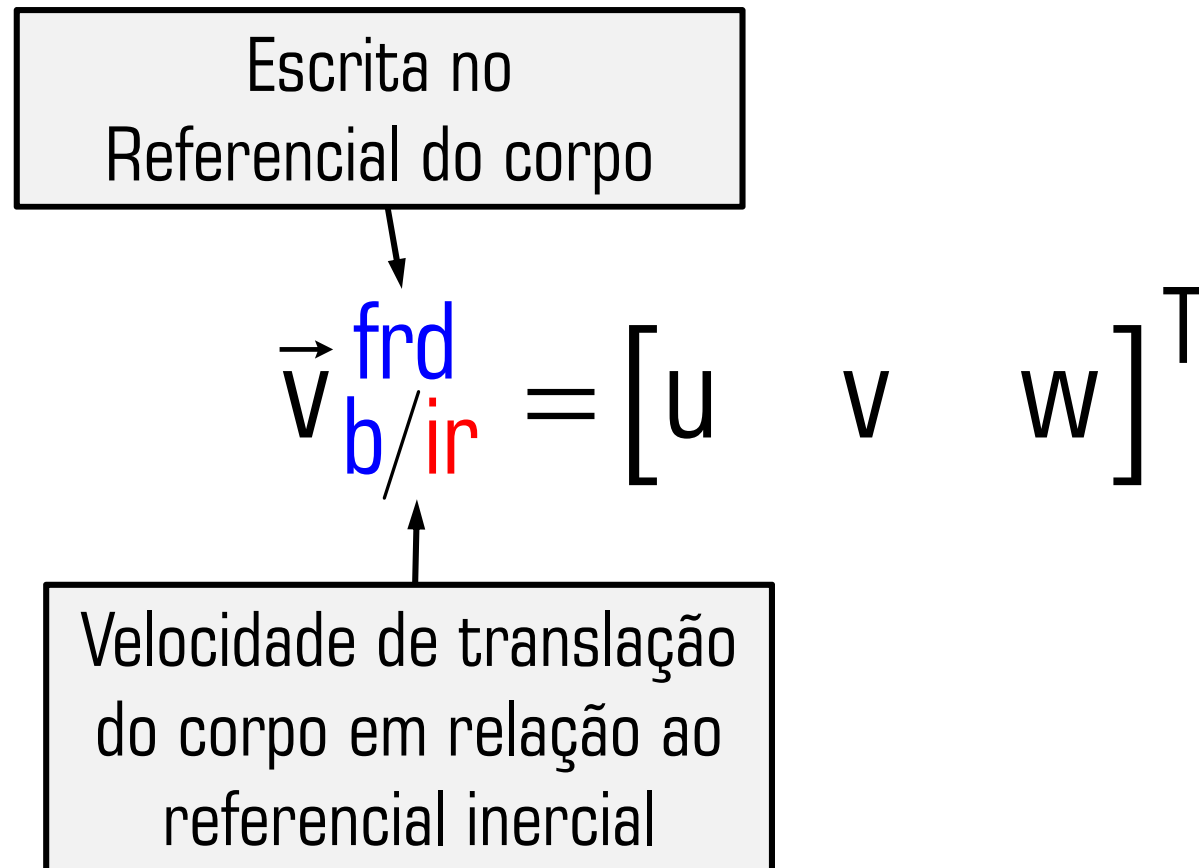 Escrita no
Referencial do corpo
v⃗ frd b/ir = [u v w]ᵀ
Velocidade de translação
do corpo em relação ao
referencial inercial